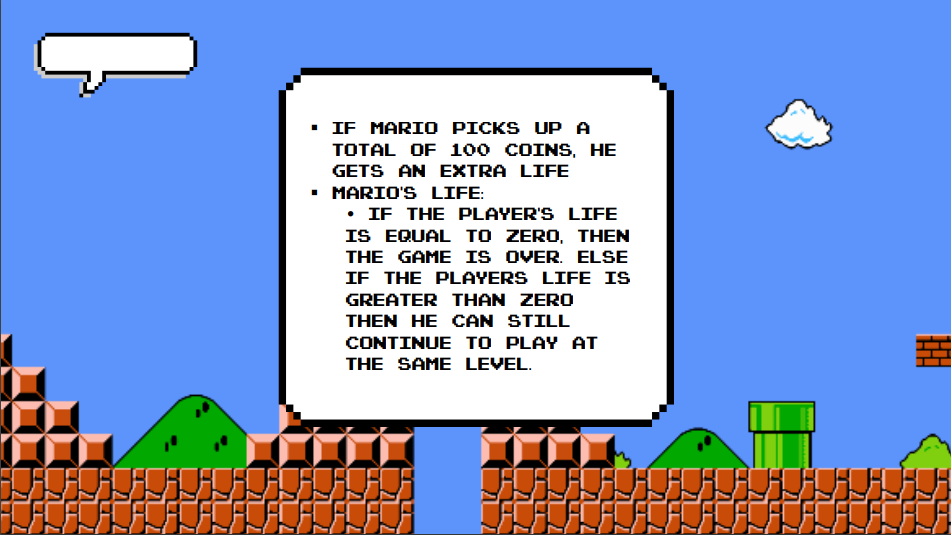 ▪ IF MARIO PICKS UP A
TOTAL OF 100 COINS, HE
GETS AN EXTRA LIFE
▪ MARIO'S LIFE:
• IF THE PLAYER'S LIFE
IS EQUAL TO ZERO, THEN
THE GAME IS OVER. ELSE
IF THE PLAYERS LIFE IS
GREATER THAN ZERO
THEN HE CAN STILL
CONTINUE TO PLAY AT
THE SAME LEVEL.